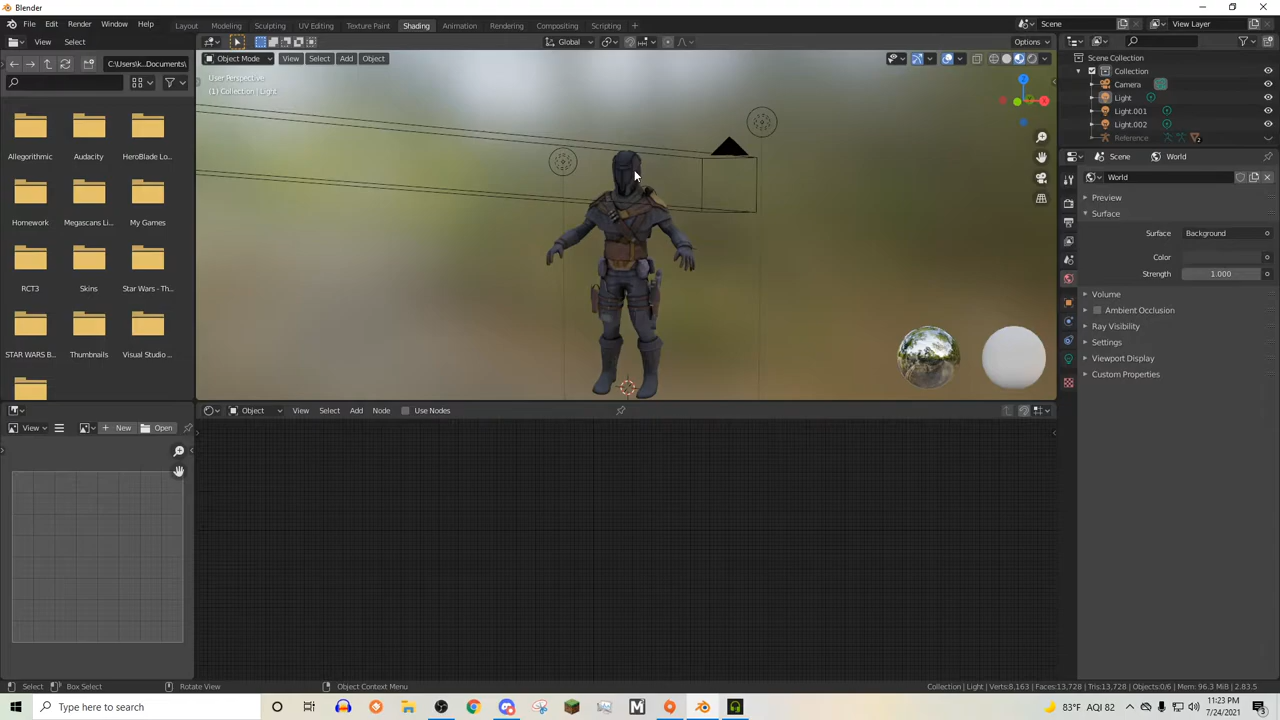 Blender
File Edit Render Window Help Layout Modeling Sculpting UV Editing Texture Paint Shading Animation Rendering Compositing Scripting + Scene View Layer
View Select Global Options
C:\Users\k...Documents\ Object Mode View Select Add Object
User Perspective
(1) Collection | Light
Allegorithmic Audacity HeroBlade Lo...
Homework Megascans Li... My Games
RCT3 Skins Star Wars - Th...
STAR WARS B... Thumbnails Visual Studio ...
Scene Collection
Collection
Camera
Light
Light.001
Light.002
Reference
Scene World
World
Preview
Surface
Surface Background
Color
Strength 1.000
Volume
Ambient Occlusion
Ray Visibility
Settings
Viewport Display
Custom Properties
View New Open
Object View Select Add Node Use Nodes
Select Box Select Rotate View Object Context Menu Collection | Light | Verts:8,163 | Faces:13,728 | Tris:13,728 | Objects:0/6 | Mem: 96.3 MiB | 2.83.5
Type here to search 83°F AQI 82 11:23 PM
7/24/2021